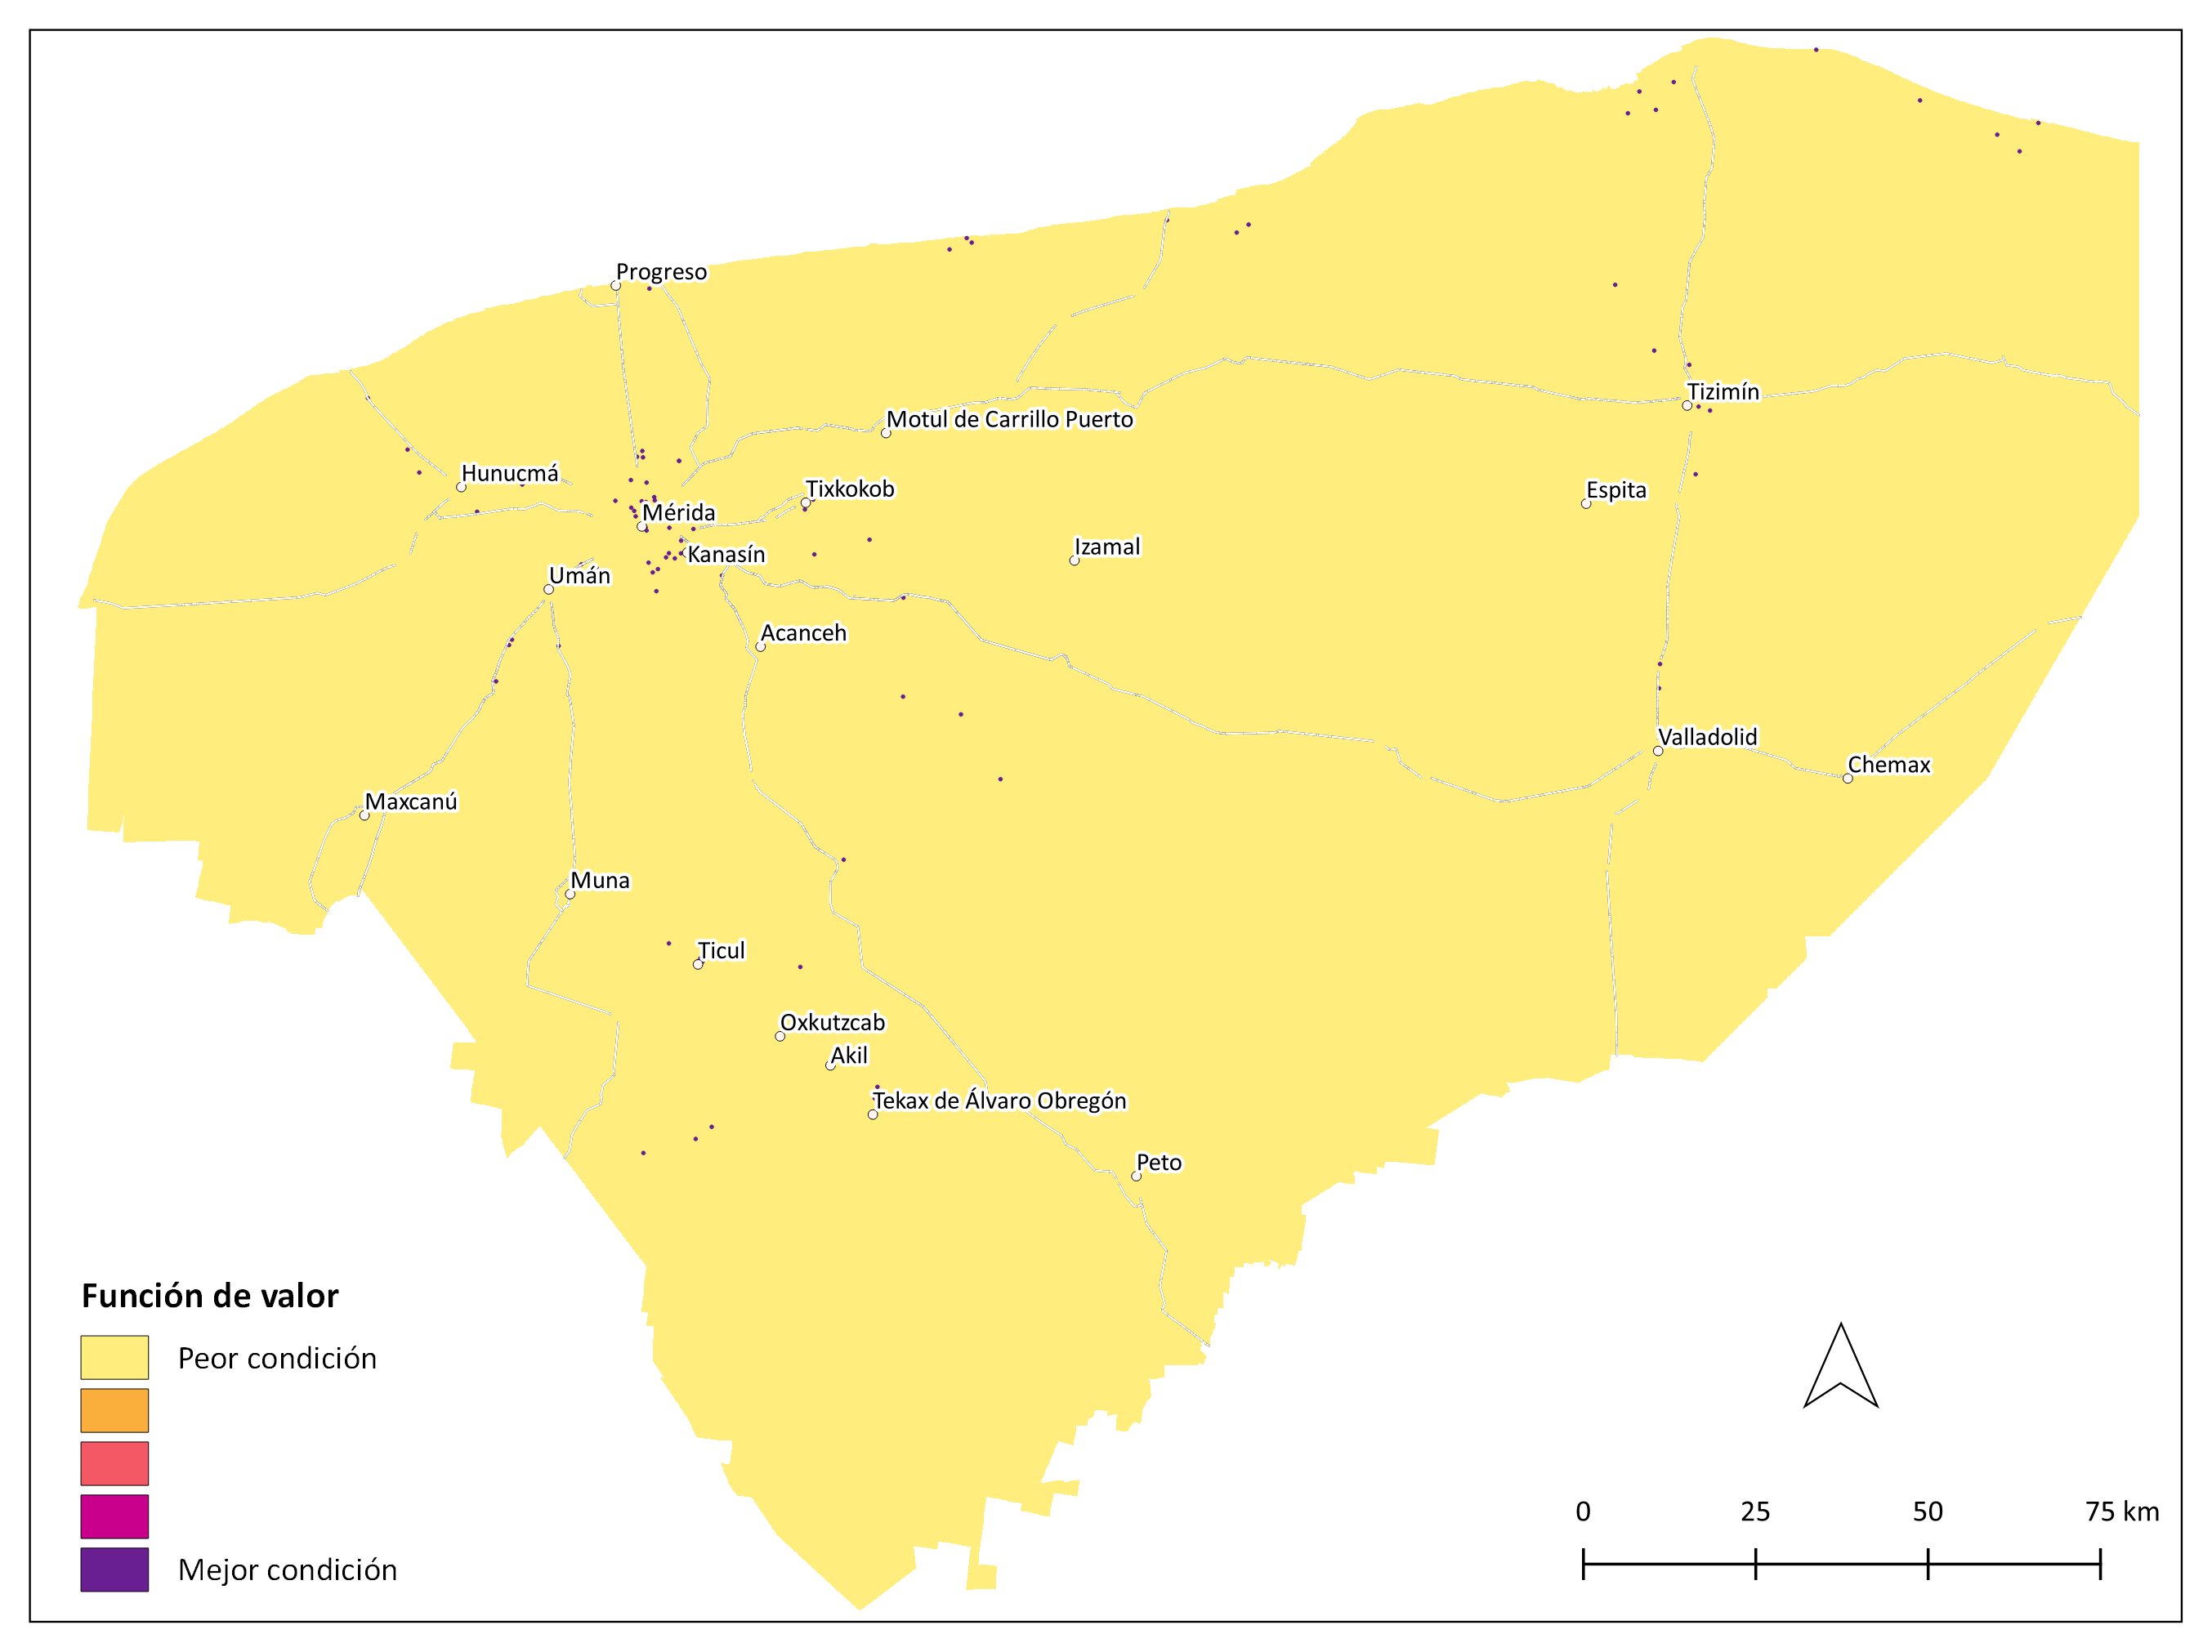 Progreso
Tizimín
Motul de Carrillo Puerto
Hunucmá
Tixkokob
Espita
Mérida
Izamal
Kanasín
Umán
Acanceh
Valladolid
Chemax
Maxcanú
Muna
Ticul
Oxkutzcab
Akil
Tekax de Álvaro Obregón
Peto
Función de valor
Peor condición
Mejor condición
0 25 50 75 km